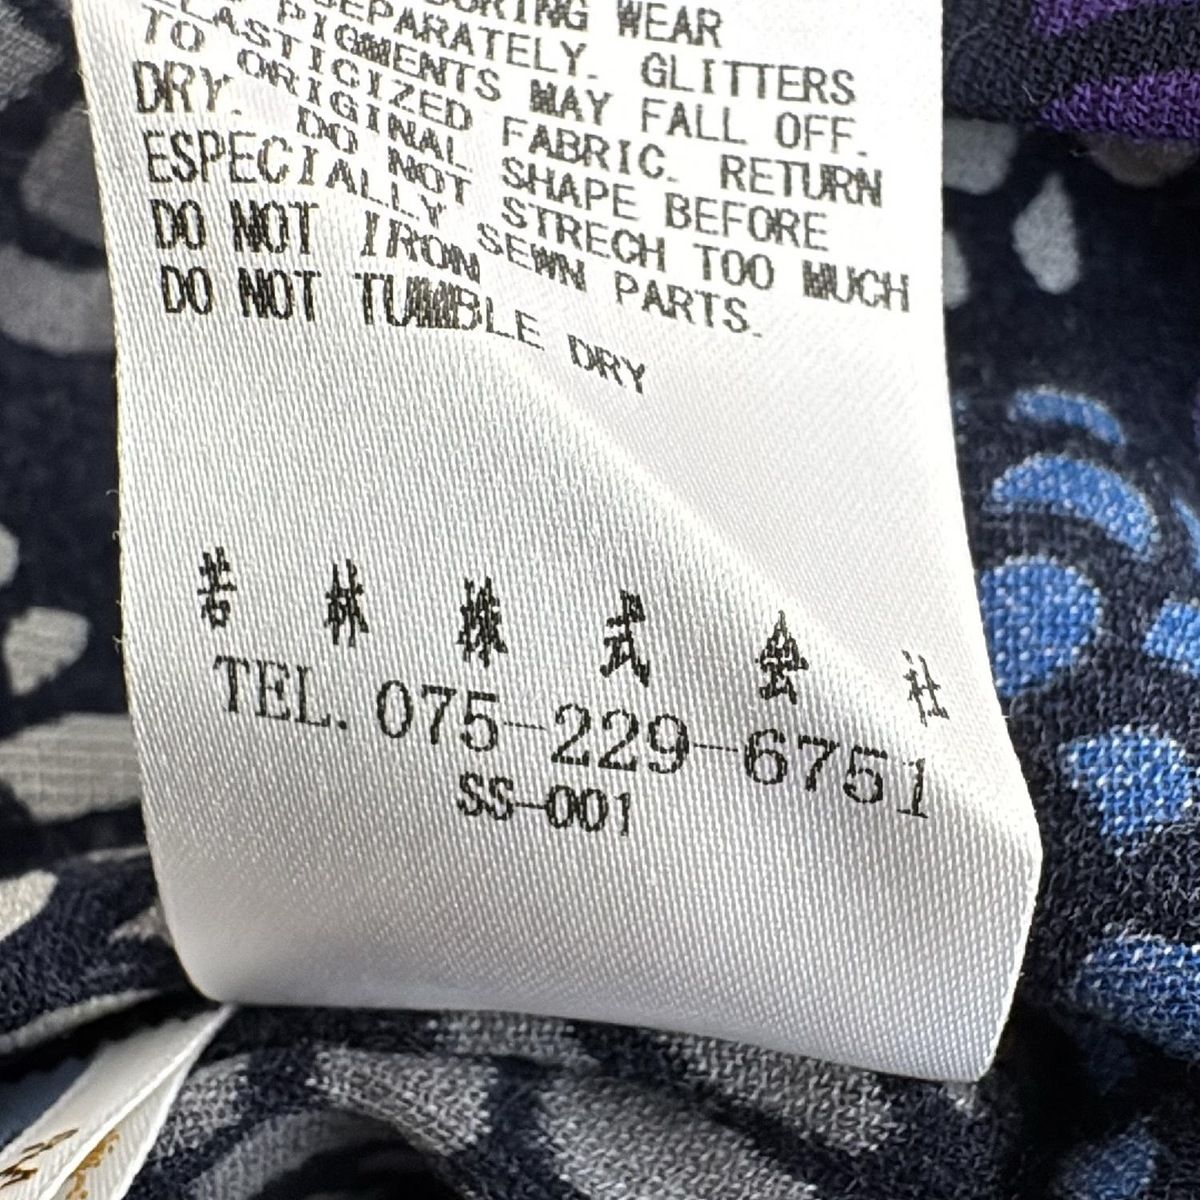 WEAR
SEPARATELY. GLITTERS
PIGMENTS MAY FALL OFF.
ELASTICIZED FABRIC. RETURN
TO ORIGINAL SHAPE BEFORE
DRY. DO NOT STRECH TOO MUCH
ESPECIALLY SEWN PARTS.
DO NOT IRON
DO NOT TUMBLE DRY
若林株式会社
TEL. 075-229-6751
SS-001